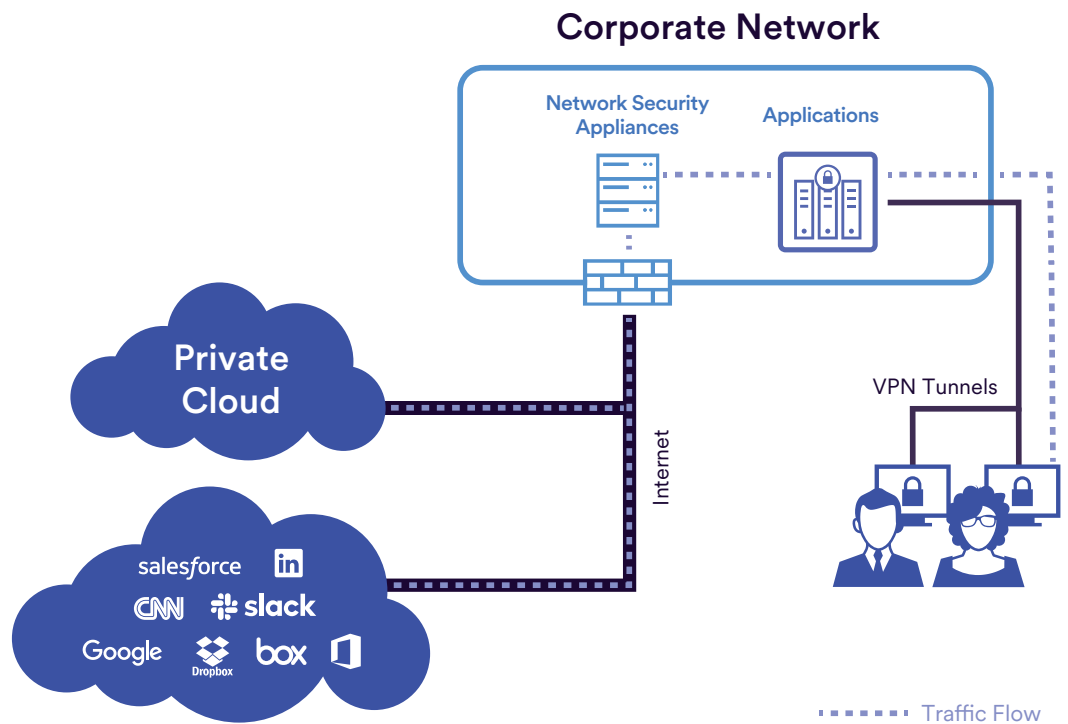 Corporate Network
Network Security
Appliances
Applications
Private
Cloud
VPN Tunnels
Internet
salesforce
in
CNN
slack
Google
Dropbox
box
Traffic Flow